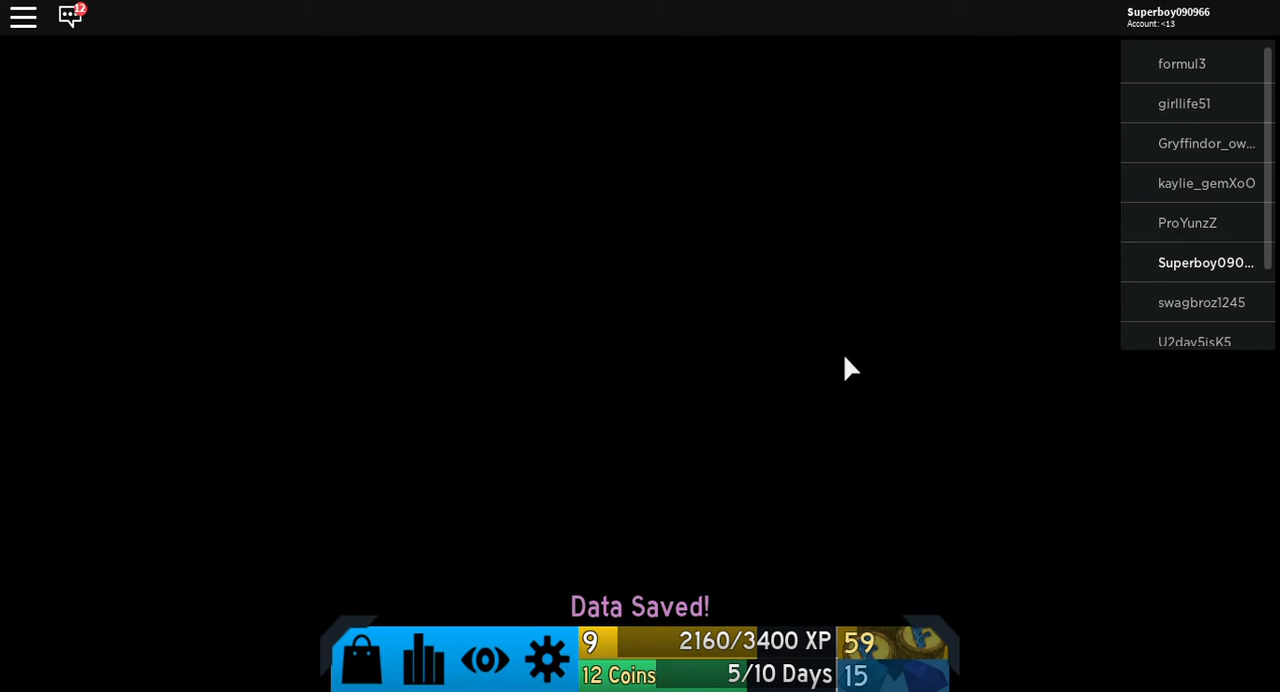 12
Superboy090966
Account: <13
formul3
girllife51
Gryffindor_ow...
kaylie_gemXoO
ProYunzZ
Superboy090...
swagbroz1245
U2day5isK5
Data Saved!
9 2160/3400 XP 59
12 Coins 5/10 Days 15